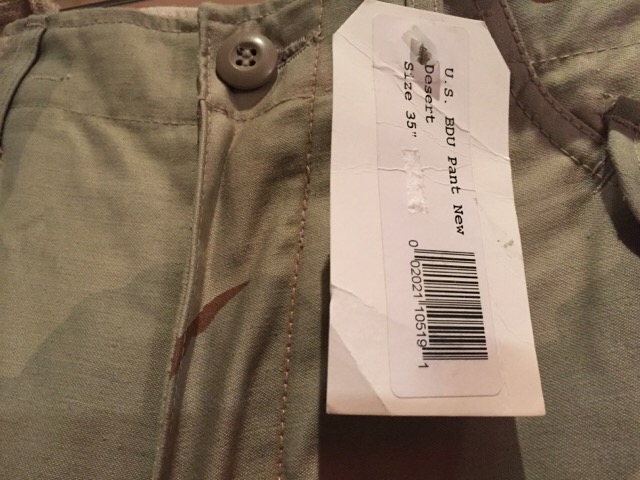 U.S. BDU Pant New
Desert
Size 35"
0 02021 10519 1